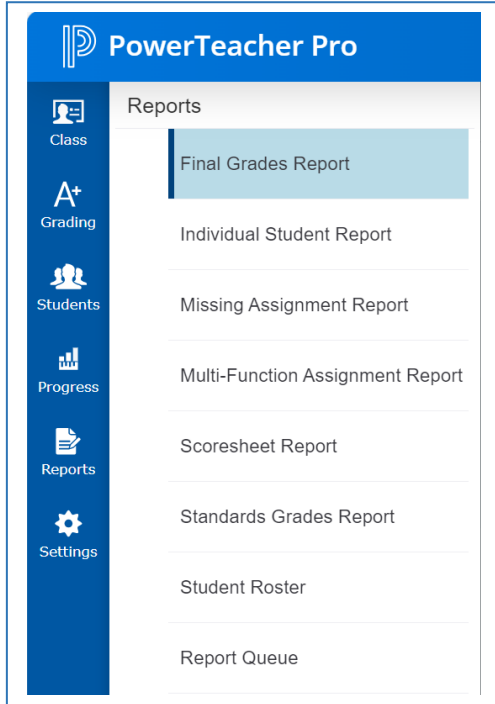 PowerTeacher Pro
Class
Grading
Students
Progress
Reports
Settings
Reports
Final Grades Report
Individual Student Report
Missing Assignment Report
Multi-Function Assignment Report
Scoresheet Report
Standards Grades Report
Student Roster
Report Queue